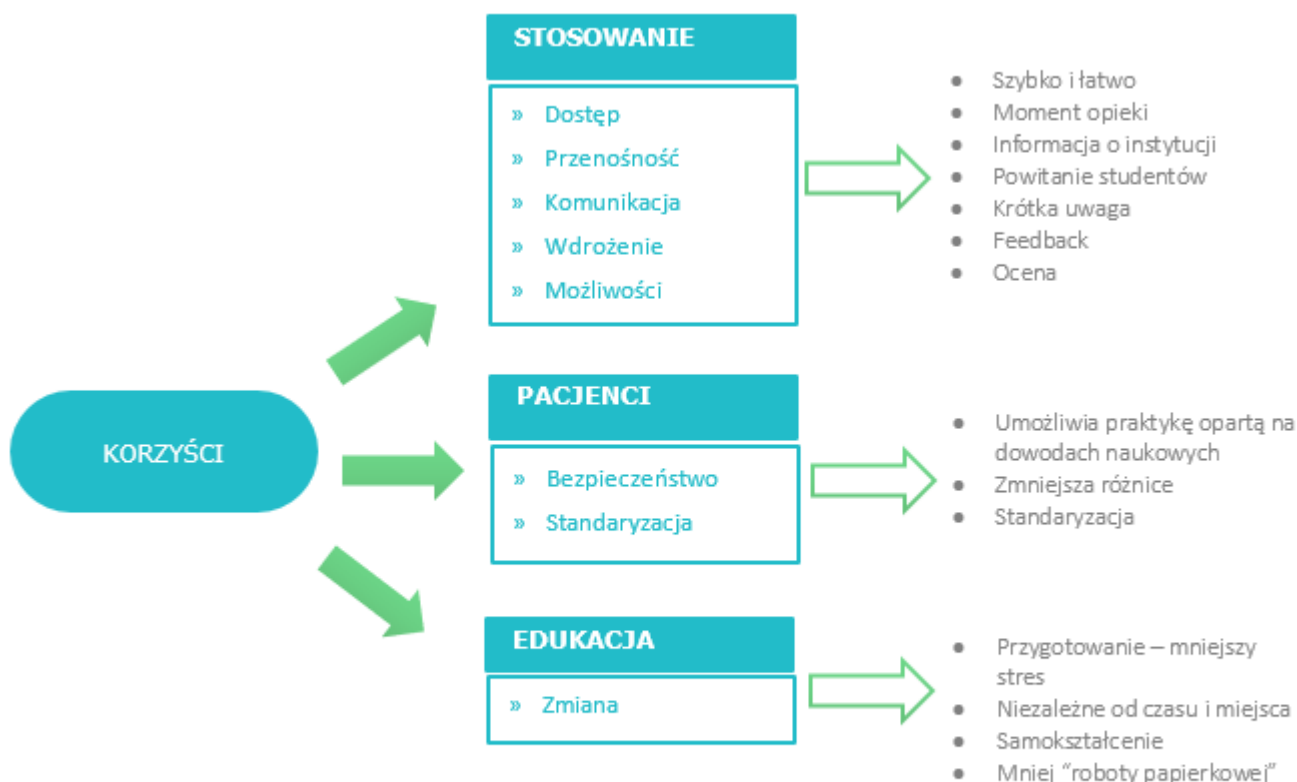 KORZYŚCI
STOSOWANIE
» Dostęp
» Przenośność
» Komunikacja
» Wdrożenie
» Możliwości
● Szybko i łatwo
● Moment opieki
● Informacja o instytucji
● Powitanie studentów
● Krótka uwaga
● Feedback
● Ocena
PACJENCI
» Bezpieczeństwo
» Standaryzacja
● Umożliwia praktykę opartą na
dowodach naukowych
● Zmniejsza różnice
● Standaryzacja
EDUKACJA
» Zmiana
● Przygotowanie – mniejszy
stres
● Niezależne od czasu i miejsca
● Samokształcenie
● Mniej “roboty papierkowej”